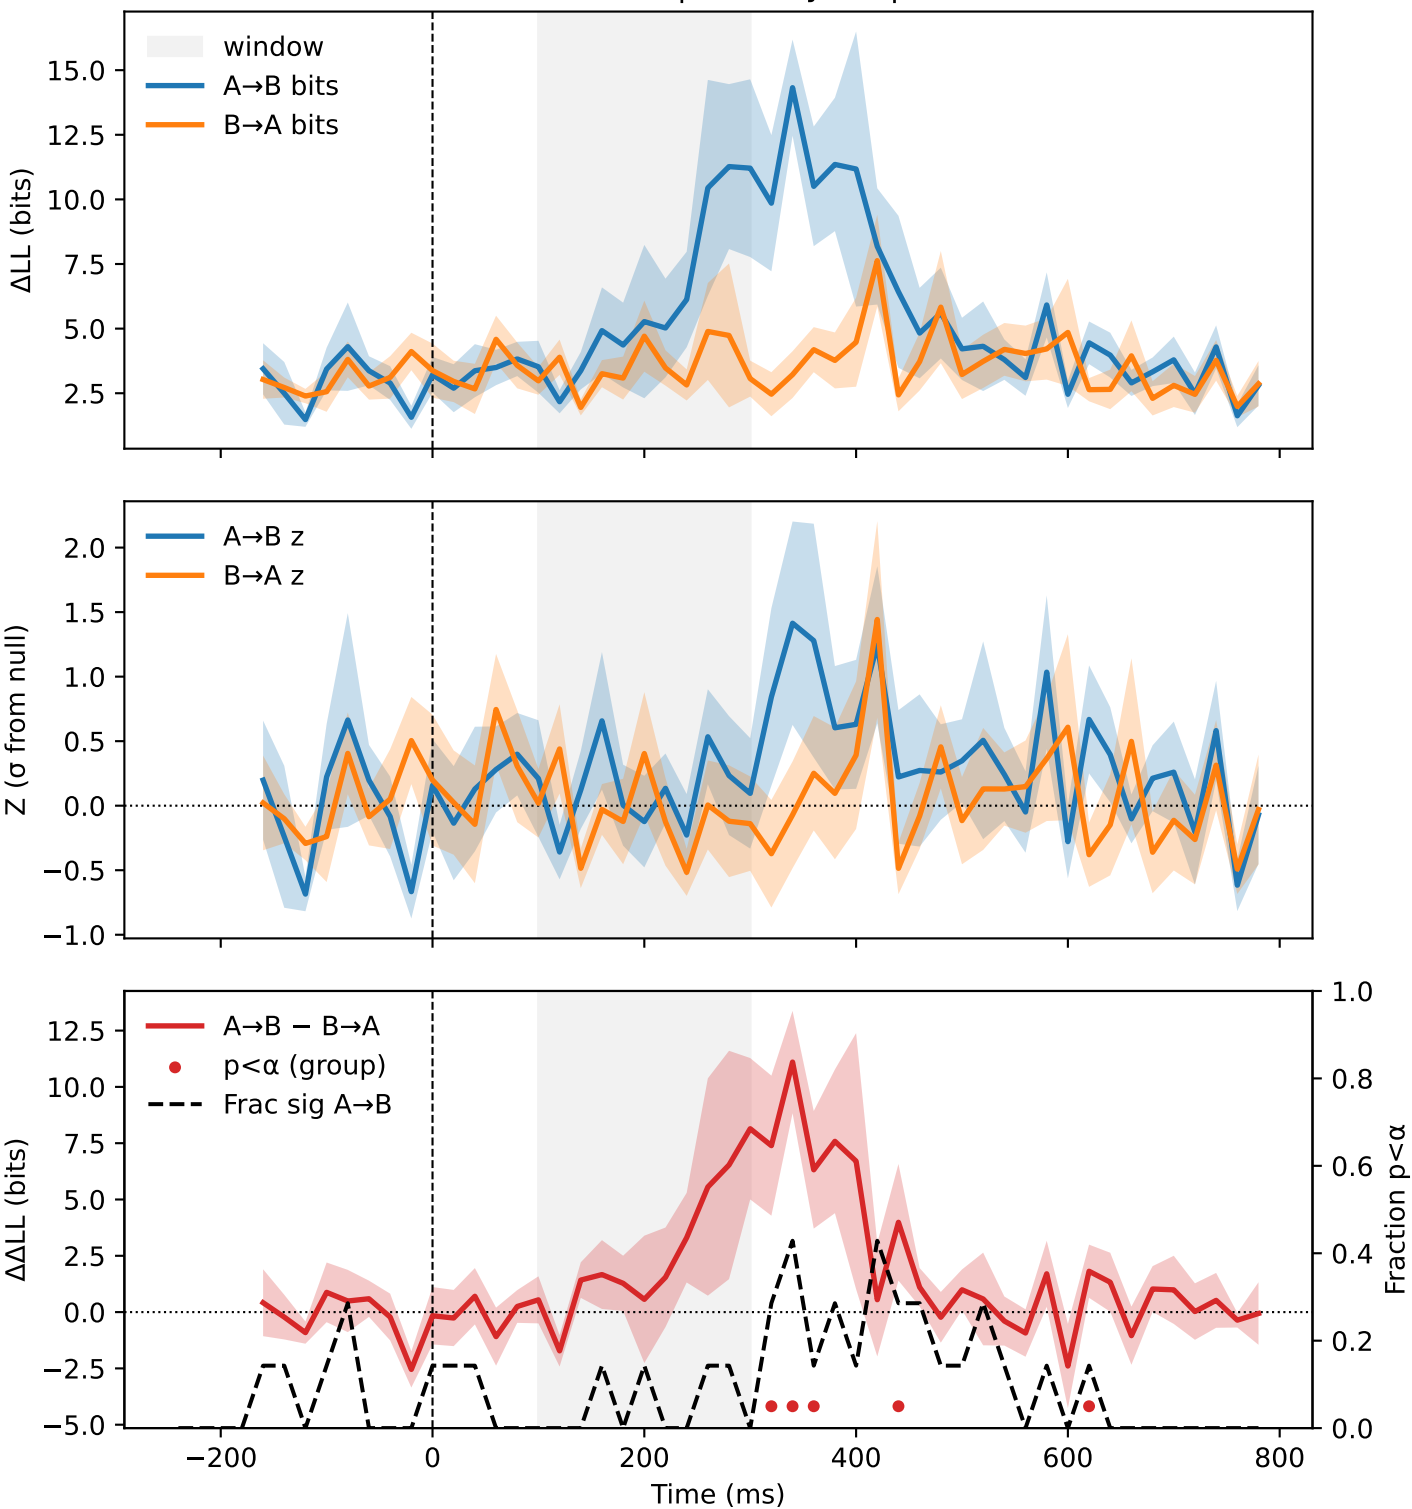 window
A→B bits
B→A bits
ΔLL (bits)
15.0
12.5
10.0
7.5
5.0
2.5
A→B z
B→A z
Z (σ from null)
2.0
1.5
1.0
0.5
0.0
−0.5
−1.0
A→B − B→A
p<α (group)
Frac sig A→B
ΔΔLL (bits)
12.5
10.0
7.5
5.0
2.5
0.0
−2.5
−5.0
1.0
0.8
0.6
0.4
0.2
0.0
Fraction p<α
−200 0 200 400 600 800
Time (ms)